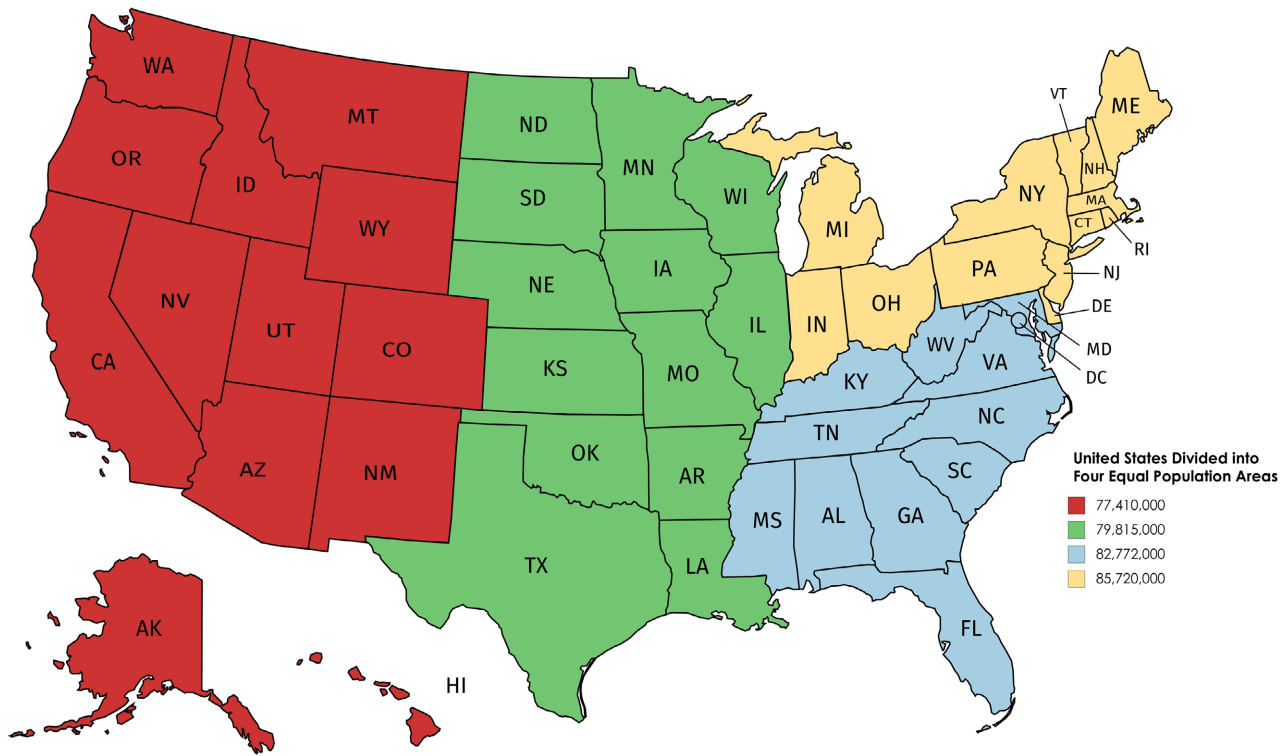 WA
MT
ND
OR
ID
MN
SD
WI
WY
VT
ME
NH
NY
MA
CT
RI
MI
NE
IA
PA
NJ
NV
UT
CO
CA
KS
MO
IL
IN
OH
DE
MD
DC
WV
VA
KY
NC
TN
AZ
NM
OK
AR
SC
MS
AL
GA
TX
LA
FL
AK
HI
United States Divided into
Four Equal Population Areas
77,410,000
79,815,000
82,772,000
85,720,000